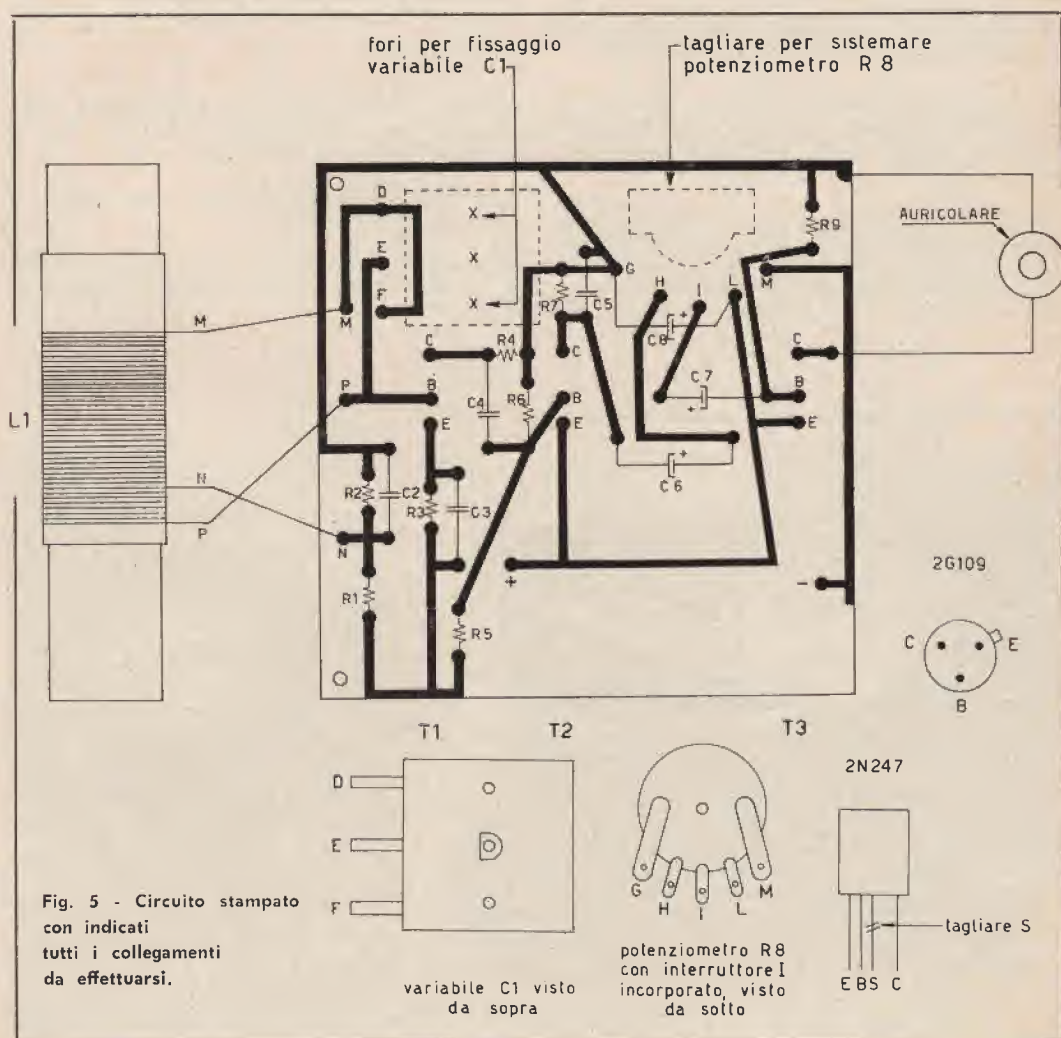 fori per fissaggio
variabile C1
tagliare per sistemare
potenziometro R 8
D
X
E
X
F
X
M
G
R7
C5
H
I
L
M
R9
AURICOLARE
C8
+
C
R4
C
C
M
L1
P
B
C4
R6
B
C7
+
B
E
E
E
N
R2
C2
R3
C3
C6
+
P
N
R1
+
-
R5
2G109
C
E
B
T1
T2
T3
D
E
F
G
H
I
L
M
2N247
tagliare S
E B S C
Fig. 5 - Circuito stampato
con indicati
tutti i collegamenti
da effettuarsi.
variabile C1 visto
da sopra
potenziometro R8
con interruttore I
incorporato, visto
da sotto